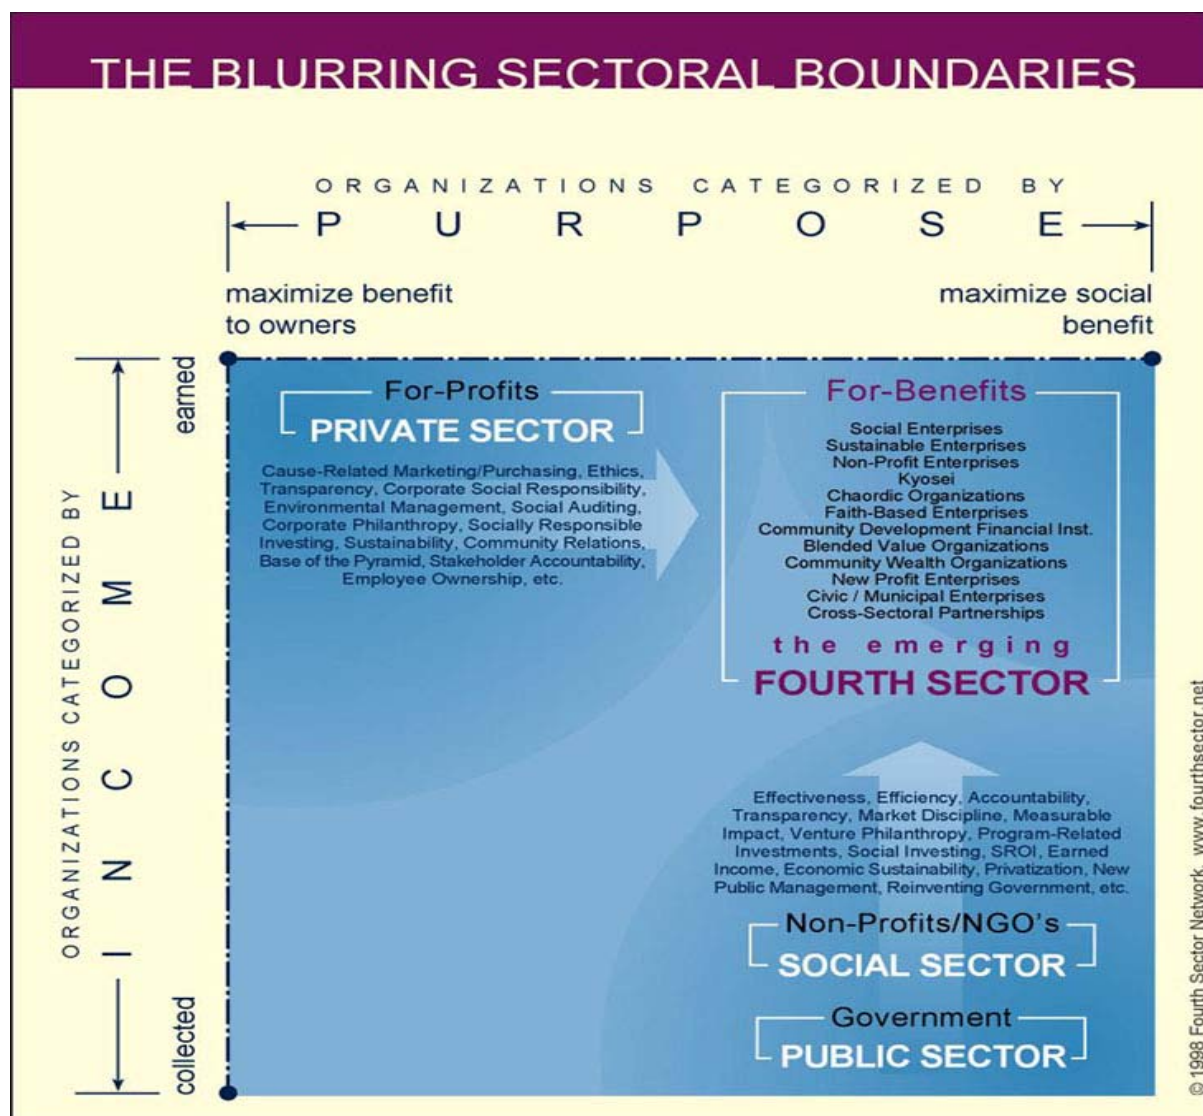 THE BLURRING SECTORAL BOUNDARIES
ORGANIZATIONS CATEGORIZED BY
PURPOSE
maximize benefit
to owners
maximize social
benefit
ORGANIZATIONS CATEGORIZED BY
INCOME
earned
collected
For-Profits
PRIVATE SECTOR
Cause-Related Marketing/Purchasing, Ethics,
Transparency, Corporate Social Responsibility,
Environmental Management, Social Auditing,
Corporate Philanthropy, Socially Responsible
Investing, Sustainability, Community Relations,
Base of the Pyramid, Stakeholder Accountability,
Employee Ownership, etc.
For-Benefits
Social Enterprises
Sustainable Enterprises
Non-Profit Enterprises
Kyosei
Chaordic Organizations
Faith-Based Enterprises
Community Development Financial Inst.
Blended Value Organizations
Community Wealth Organizations
New Profit Enterprises
Civic / Municipal Enterprises
Cross-Sectoral Partnerships
the emerging
FOURTH SECTOR
Effectiveness, Efficiency, Accountability,
Transparency, Market Discipline, Measurable
Impact, Venture Philanthropy, Program-Related
Investments, Social Investing, SROI, Earned
Income, Economic Sustainability, Privatization, New
Public Management, Reinventing Government, etc.
Non-Profits/NGO's
SOCIAL SECTOR
Government
PUBLIC SECTOR
© 1998 Fourth Sector Network, www.fourthsector.net